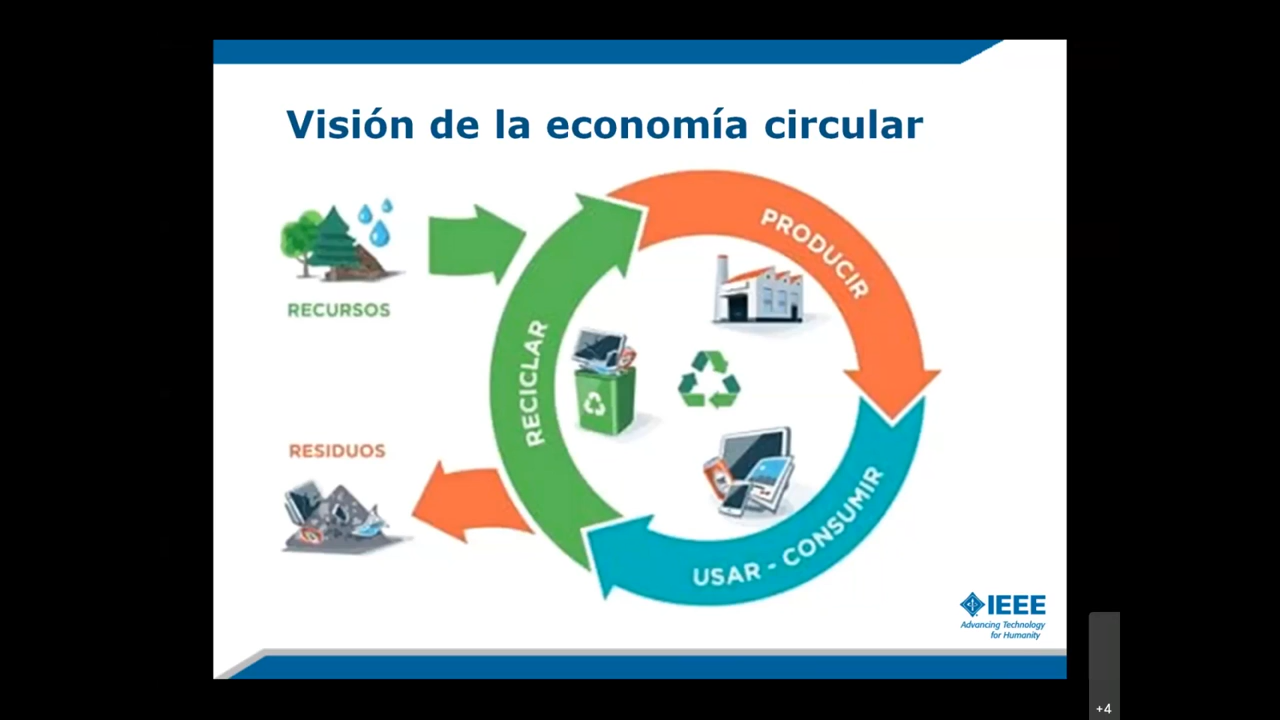 Visión de la economía circular
RECURSOS
PRODUCIR
RECICLAR
RESIDUOS
USAR - CONSUMIR
IEEE
Advancing Technology
for Humanity
+4